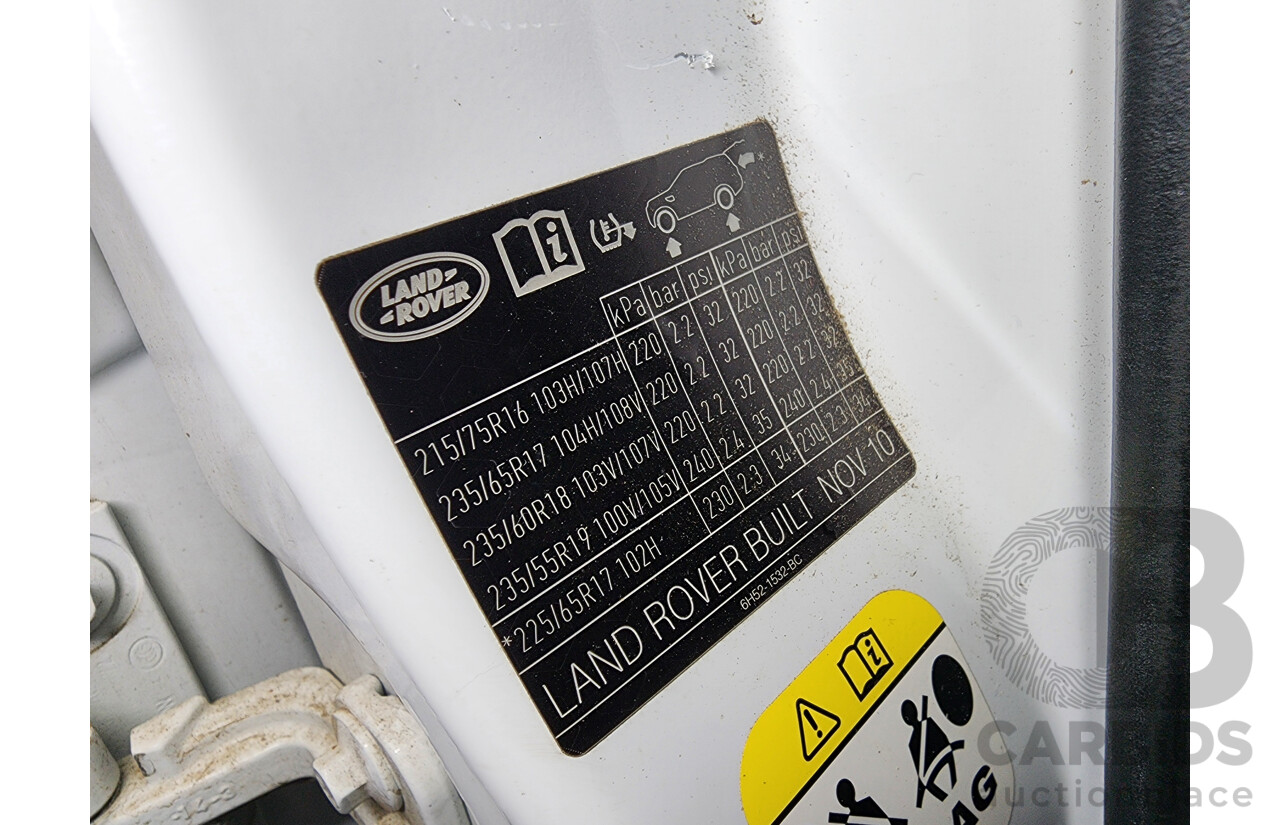 LAND
ROVER
i
*
kPa bar psi kPa bar psi
215/75R16 103H/107H 220 2.2 32 220 2.2 32
235/65R17 104H/108V 220 2.2 32 220 2.2 32
235/60R18 103V/107V 220 2.2 32 220 2.2 32
235/55R19 100V/105V 240 2.4 35 240 2.4 35
*225/65R17 102H 230 2.3 34 230 2.3 34
LAND ROVER BUILT NOV 10
6H52-1532-BC
i
!
AG
CARBIDS